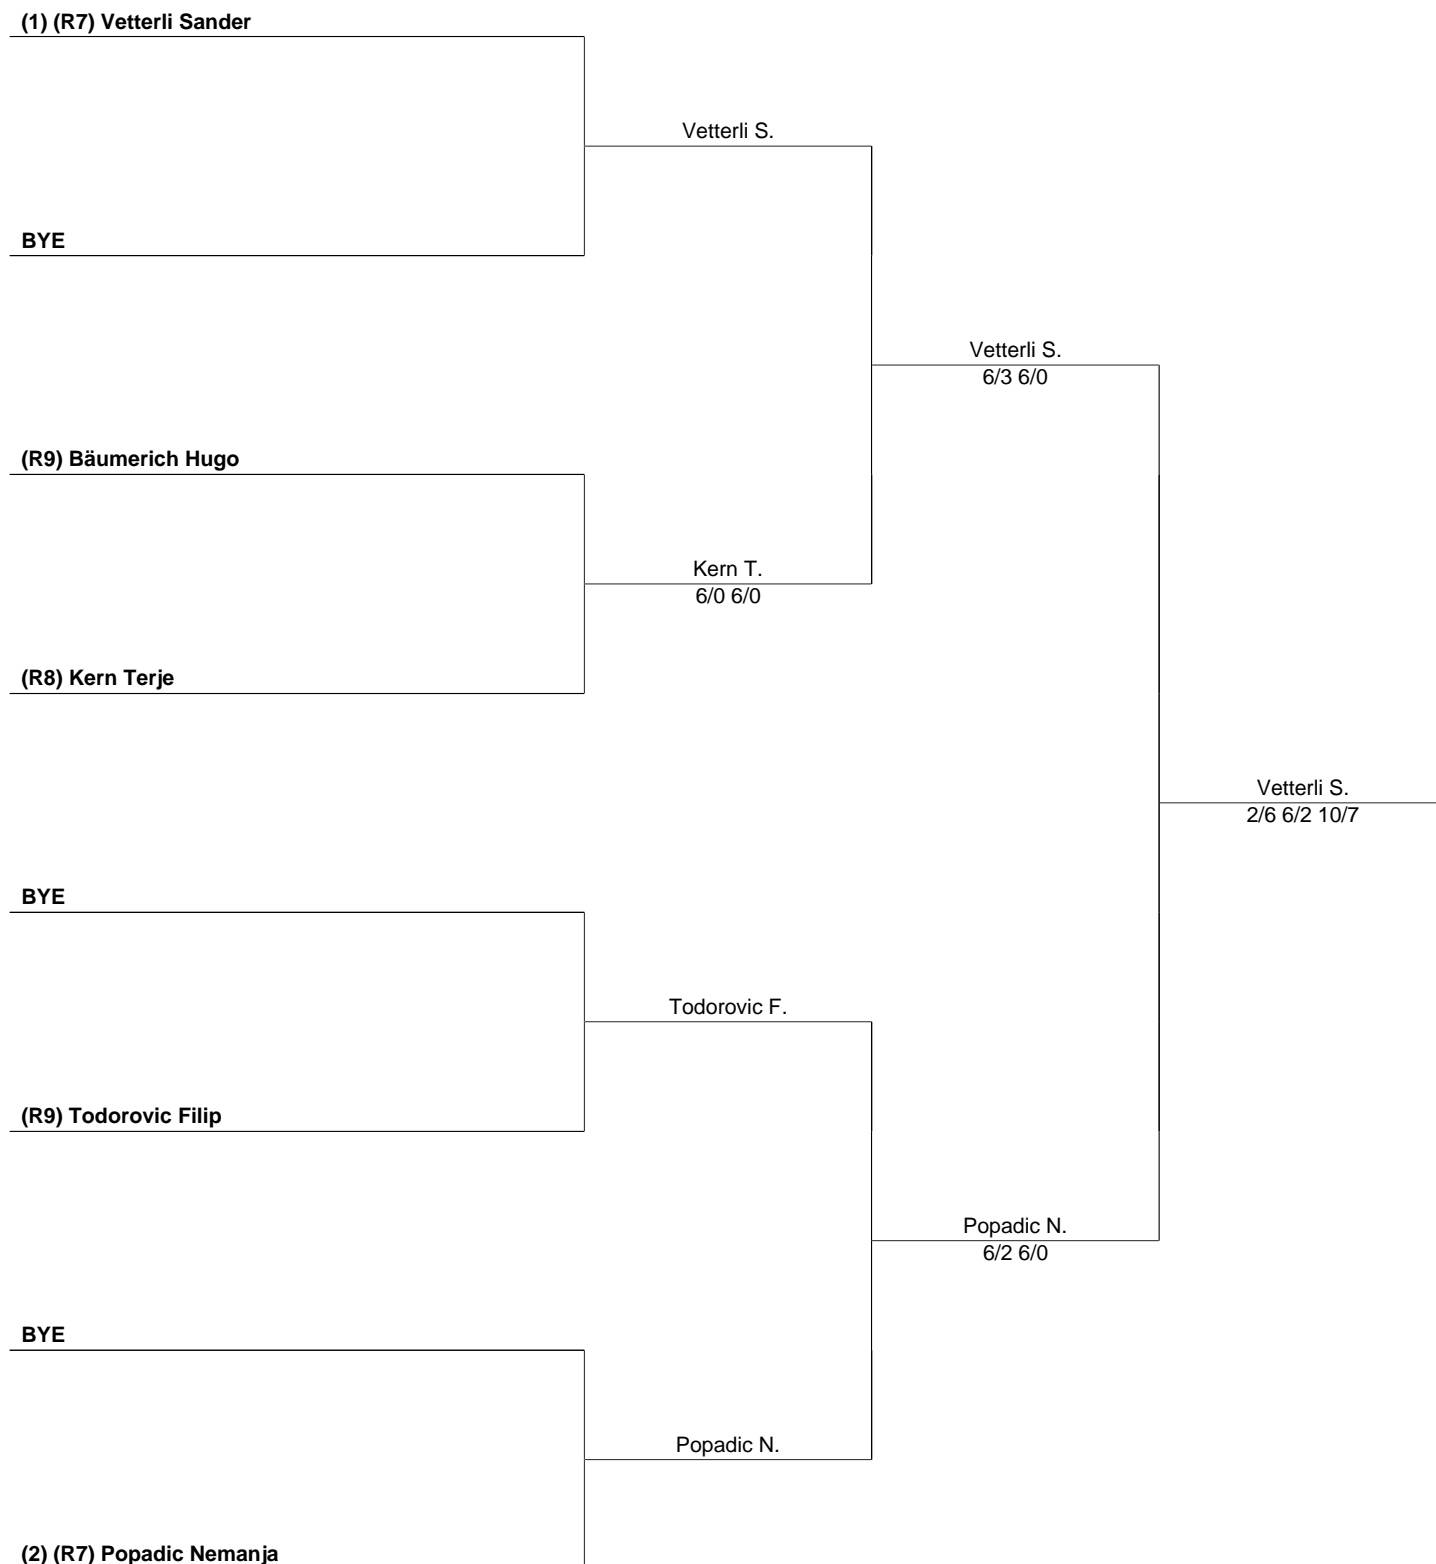 (1) (R7) Vetterli Sander
Vetterli S.
BYE
Vetterli S.
6/3 6/0
(R9) Bäumerich Hugo
Kern T.
6/0 6/0
(R8) Kern Terje
Vetterli S.
2/6 6/2 10/7
BYE
Todorovic F.
(R9) Todorovic Filip
Popadic N.
6/2 6/0
BYE
Popadic N.
(2) (R7) Popadic Nemanja